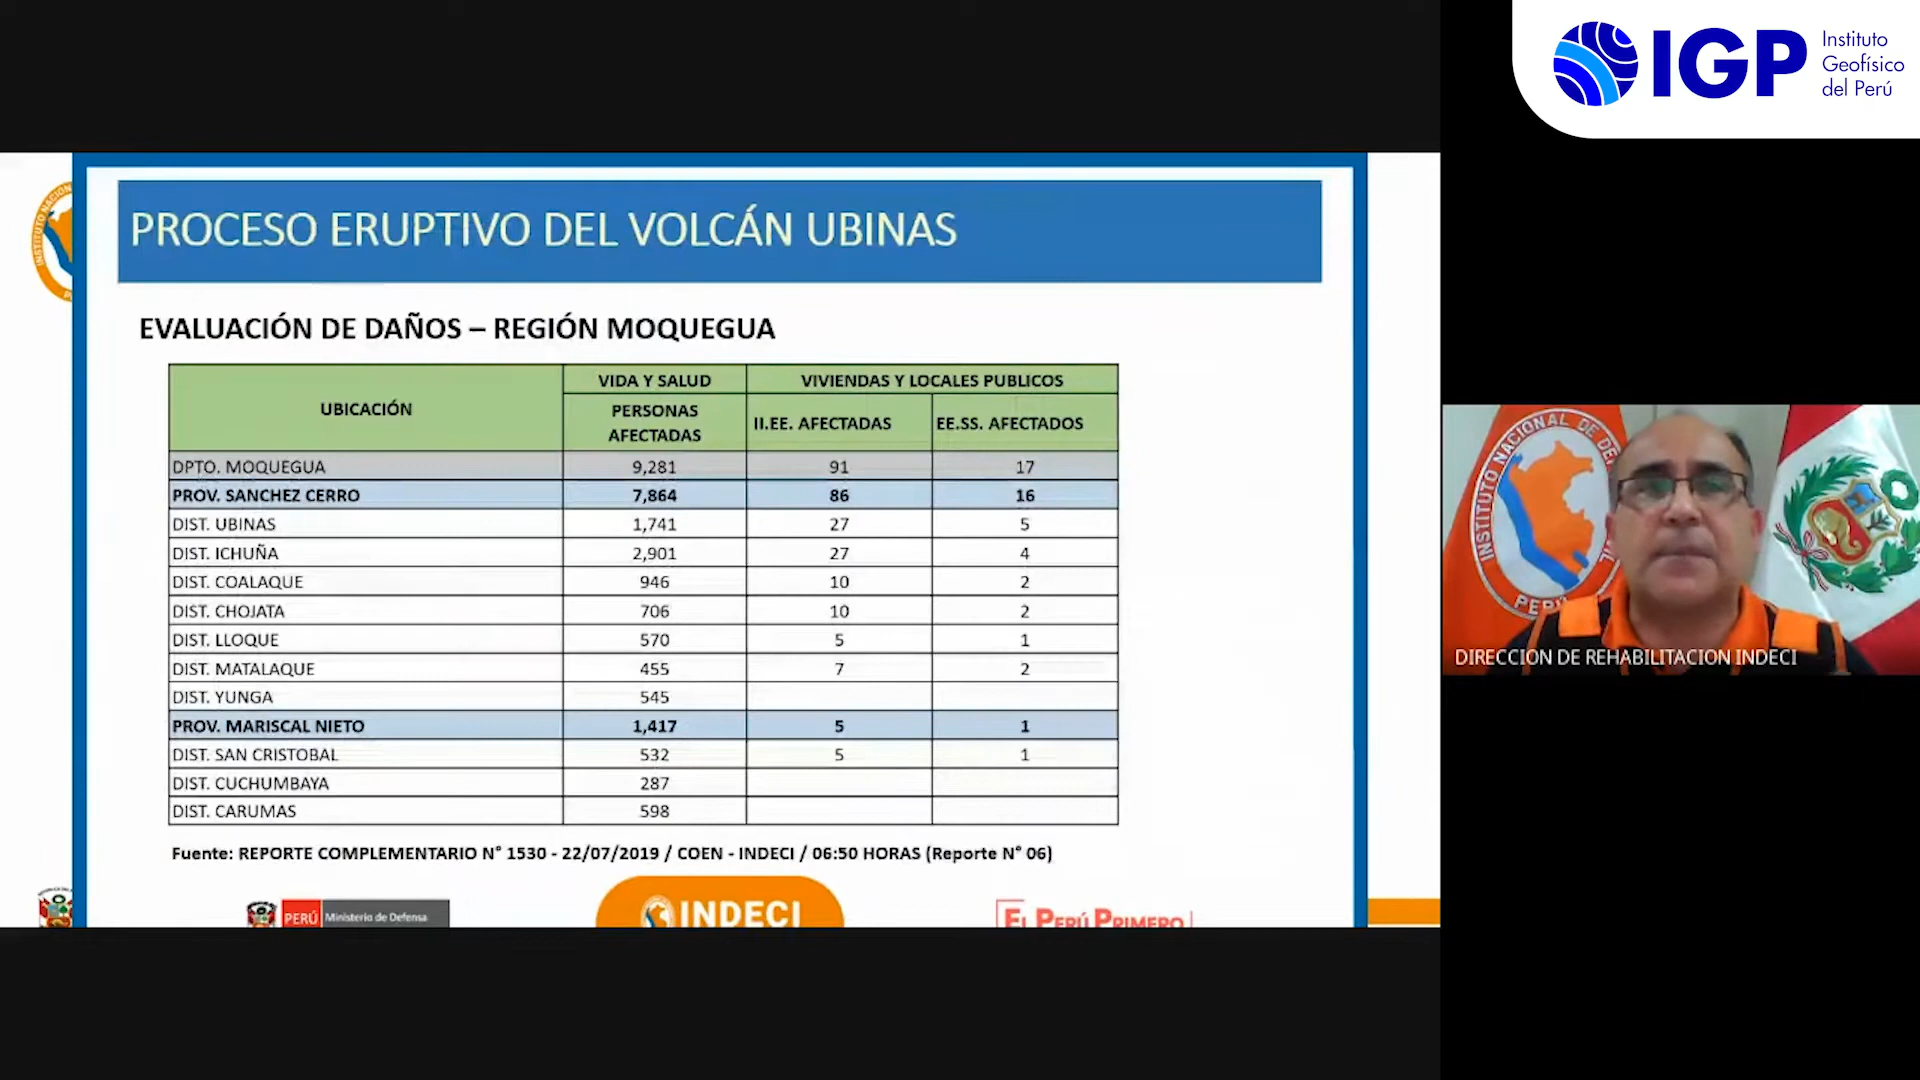 IGP
Instituto
Geofísico
del Perú
PROCESO ERUPTIVO DEL VOLCÁN UBINAS
EVALUACIÓN DE DAÑOS – REGIÓN MOQUEGUA
UBICACIÓN
VIDA Y SALUD
VIVIENDAS Y LOCALES PUBLICOS
PERSONAS
AFECTADAS
II.EE. AFECTADAS
EE.SS. AFECTADOS
DPTO. MOQUEGUA 9,281 91 17
PROV. SANCHEZ CERRO 7,864 86 16
DIST. UBINAS 1,741 27 5
DIST. ICHUÑA 2,901 27 4
DIST. COALAQUE 946 10 2
DIST. CHOJATA 706 10 2
DIST. LLOQUE 570 5 1
DIST. MATALAQUE 455 7 2
DIST. YUNGA 545
PROV. MARISCAL NIETO 1,417 5 1
DIST. SAN CRISTOBAL 532 5 1
DIST. CUCHUMBAYA 287
DIST. CARUMAS 598
Fuente: REPORTE COMPLEMENTARIO N° 1530 - 22/07/2019 / COEN - INDECI / 06:50 HORAS (Reporte N° 06)
PERÚ Ministerio de Defensa
INDECI
EL PERÚ PRIMERO
INSTITUTO NACIONAL DE
PERÚ
DIRECCION DE REHABILITACION INDECI